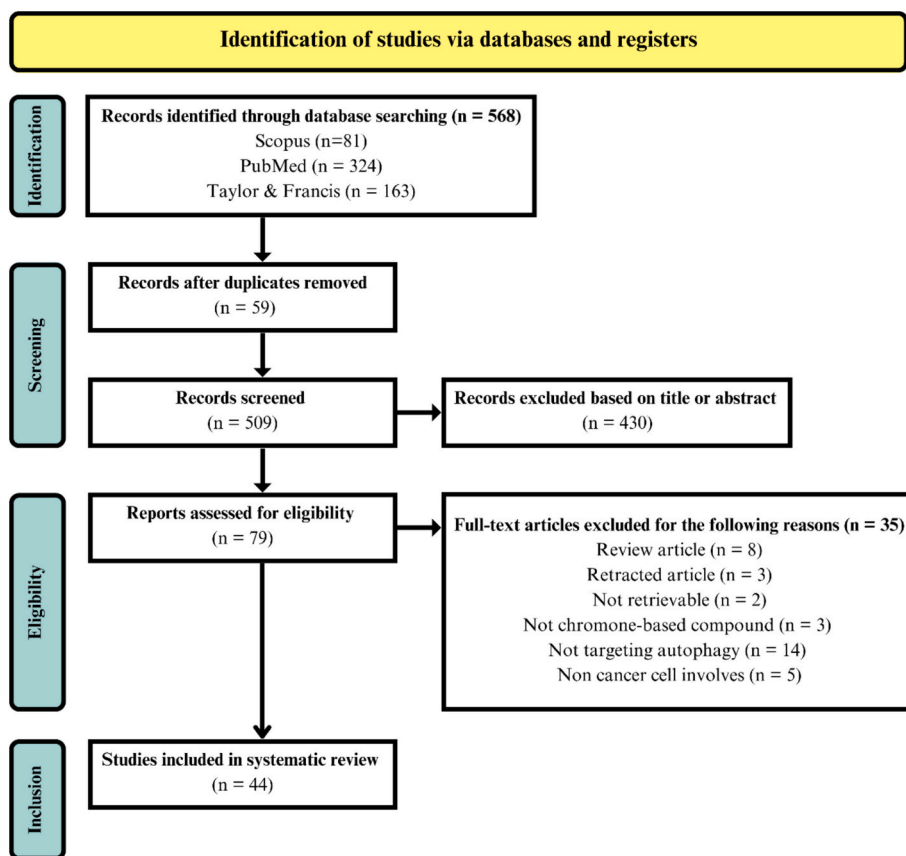 Identification of studies via databases and registers
Identification
Records identified through database searching (n = 568)
Scopus (n=81)
PubMed (n = 324)
Taylor & Francis (n = 163)
Screening
Records after duplicates removed
(n = 59)
Records screened
(n = 509)
Records excluded based on title or abstract
(n = 430)
Eligibility
Reports assessed for eligibility
(n = 79)
Full-text articles excluded for the following reasons (n = 35)
Review article (n = 8)
Retracted article (n = 3)
Not retrievable (n = 2)
Not chromone-based compound (n = 3)
Not targeting autophagy (n = 14)
Non cancer cell involves (n = 5)
Inclusion
Studies included in systematic review
(n = 44)